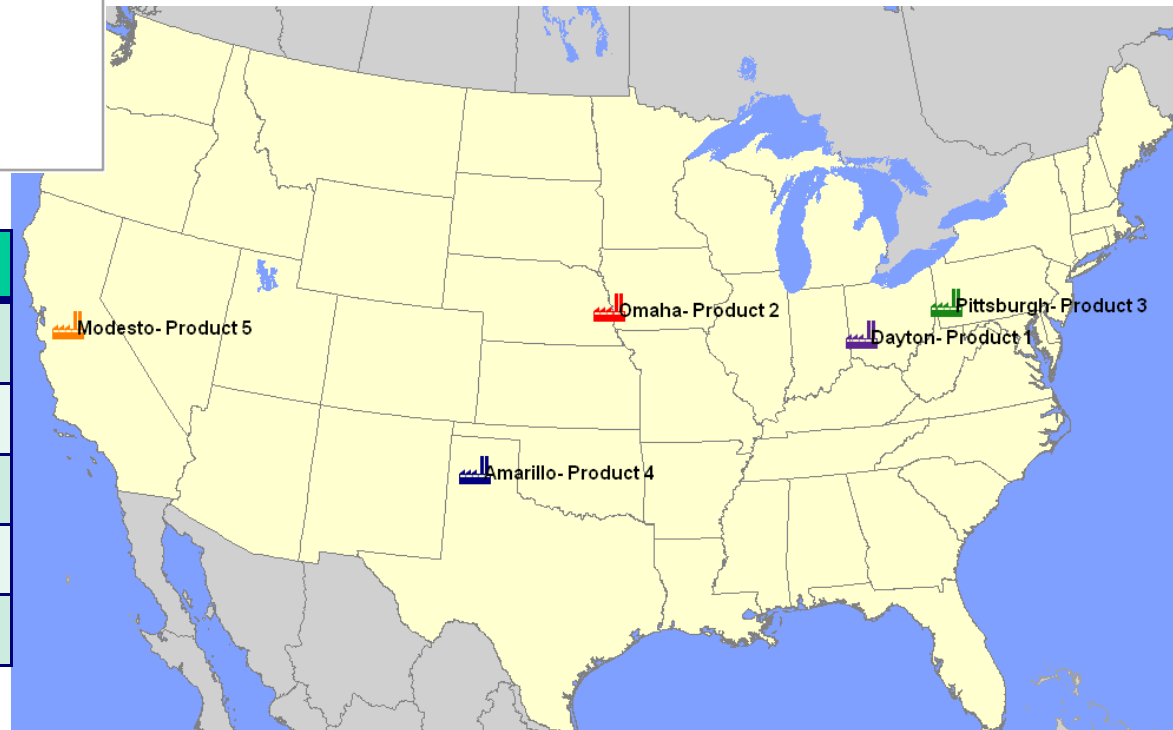 Omaha- Product 2
Pittsburgh- Product 3
Modesto- Product 5
Dayton- Product 1
Amarillo- Product 4